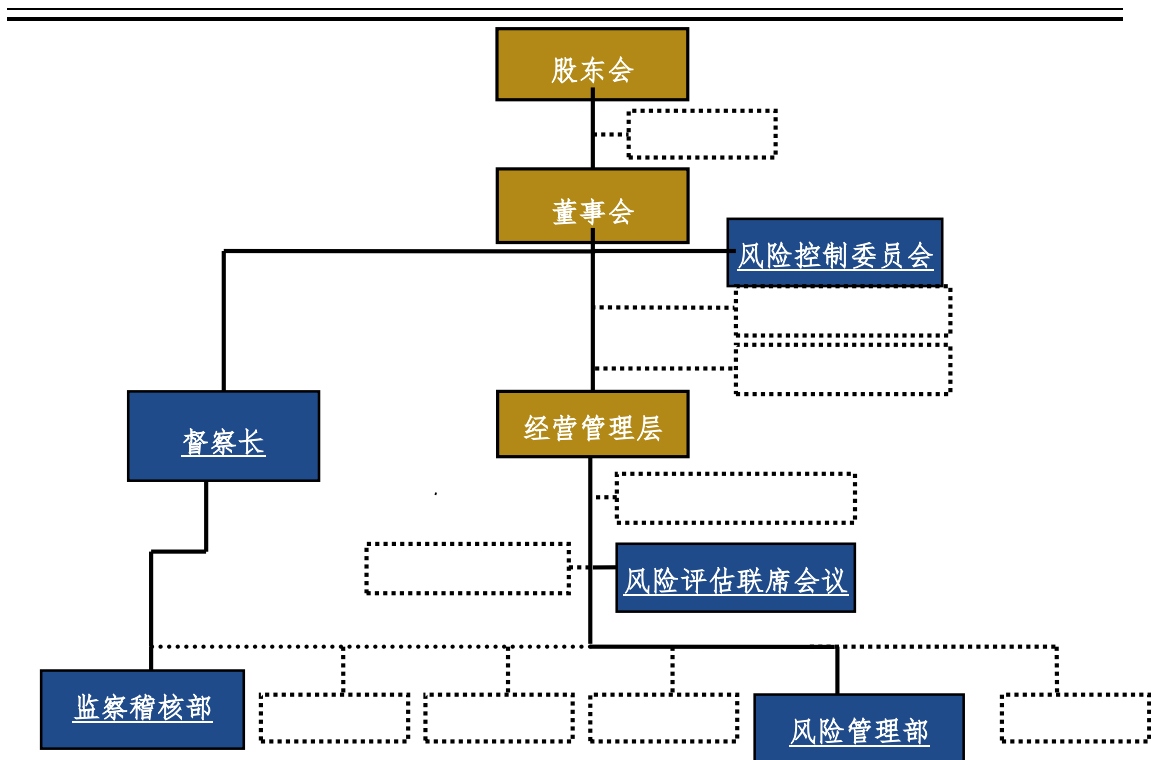 股东会
董事会
风险控制委员会
督察长
经营管理层
风险评估联席会议
监察稽核部
风险管理部